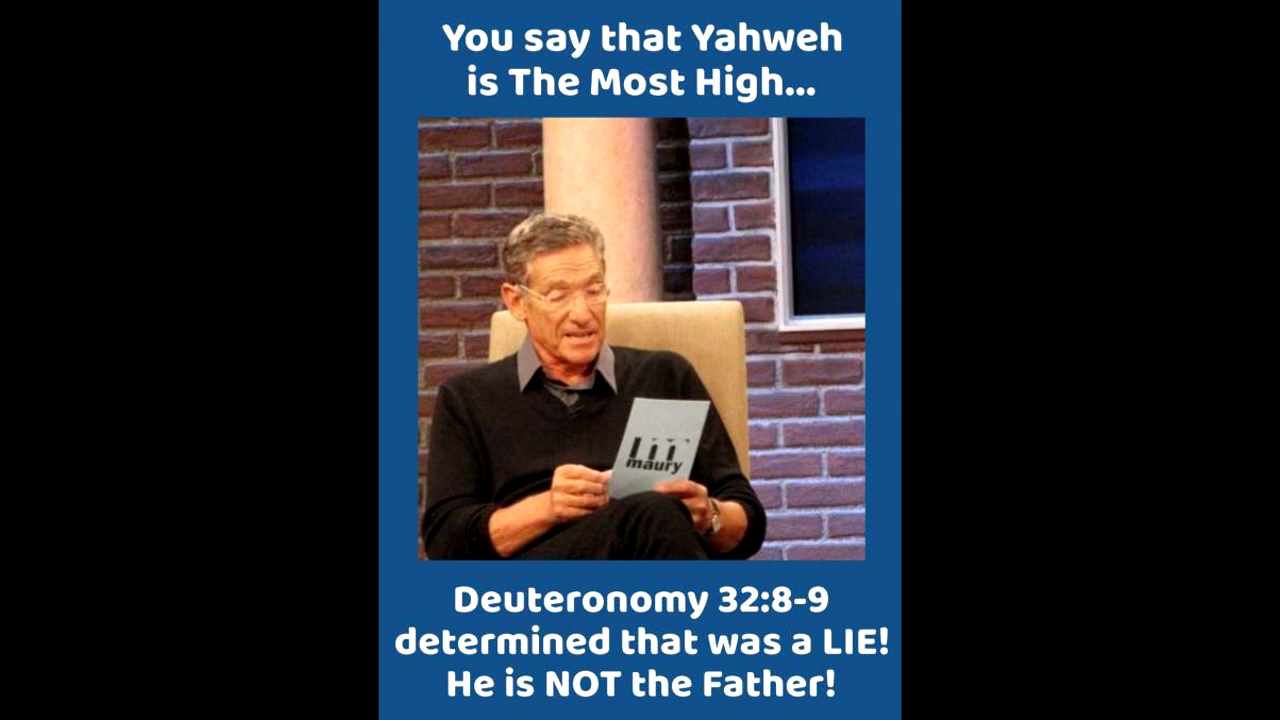 You say that Yahweh
is The Most High...
maury
Deuteronomy 32:8-9
determined that was a LIE!
He is NOT the Father!